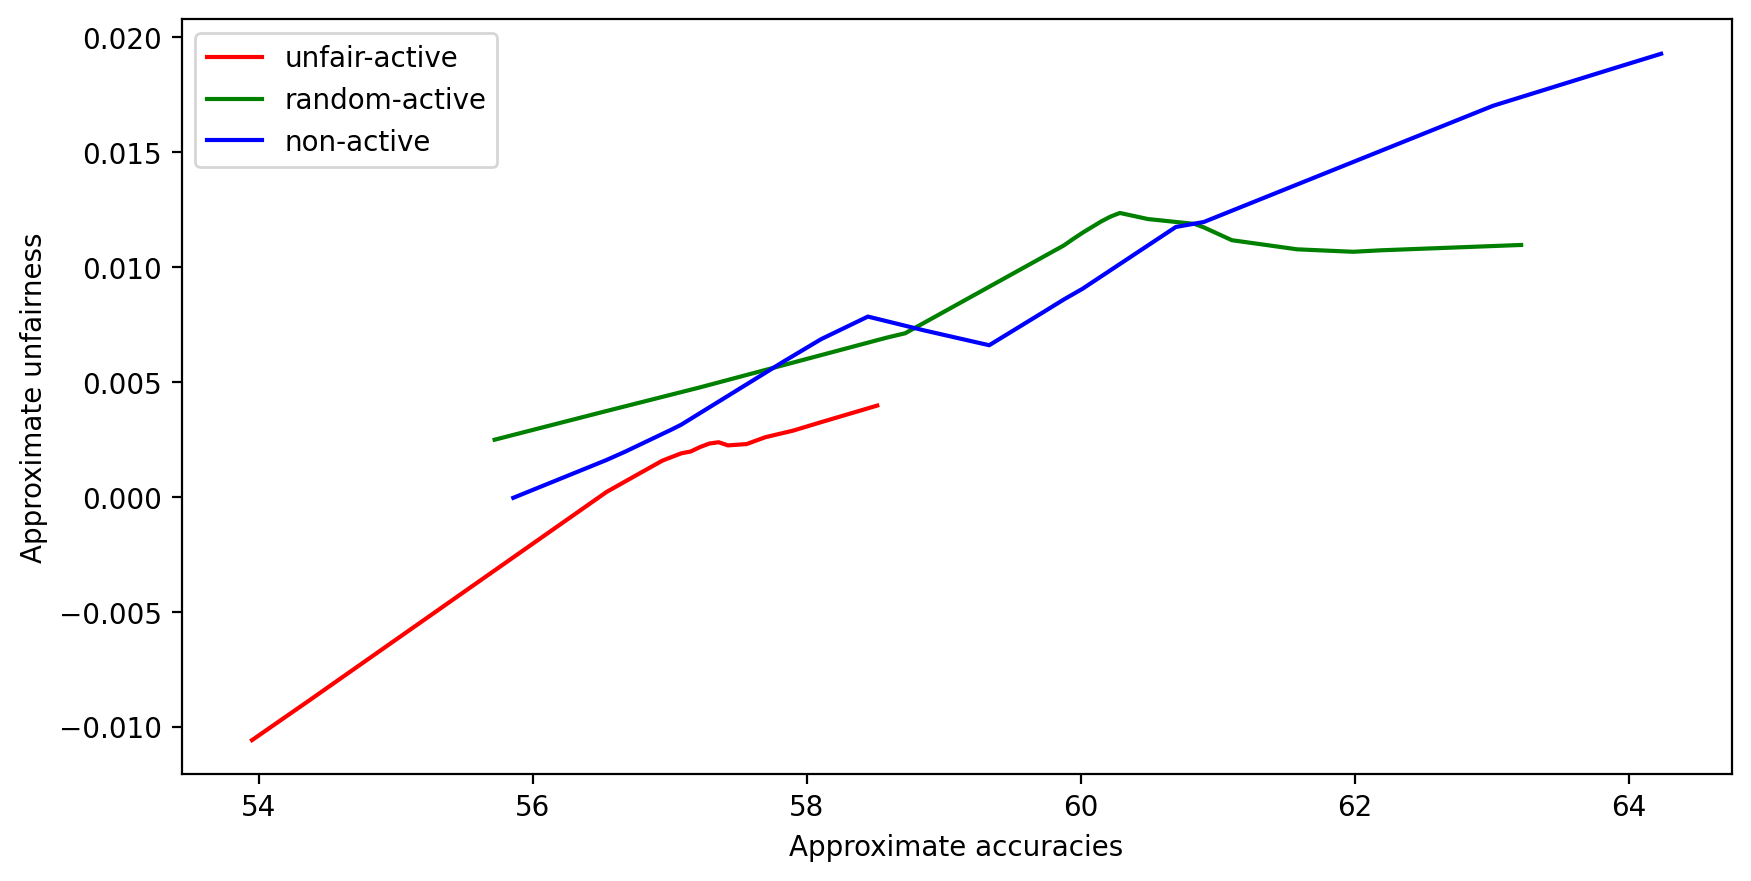 unfair-active
random-active
non-active
0.020
0.015
0.010
0.005
0.000
−0.005
−0.010
Approximate unfairness
54
56
58
60
62
64
Approximate accuracies